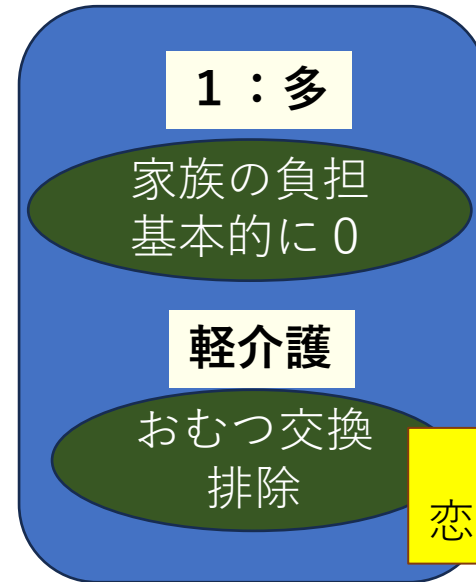 １：多
家族の負担
基本的に０
軽介護
おむつ交換
排除
恋